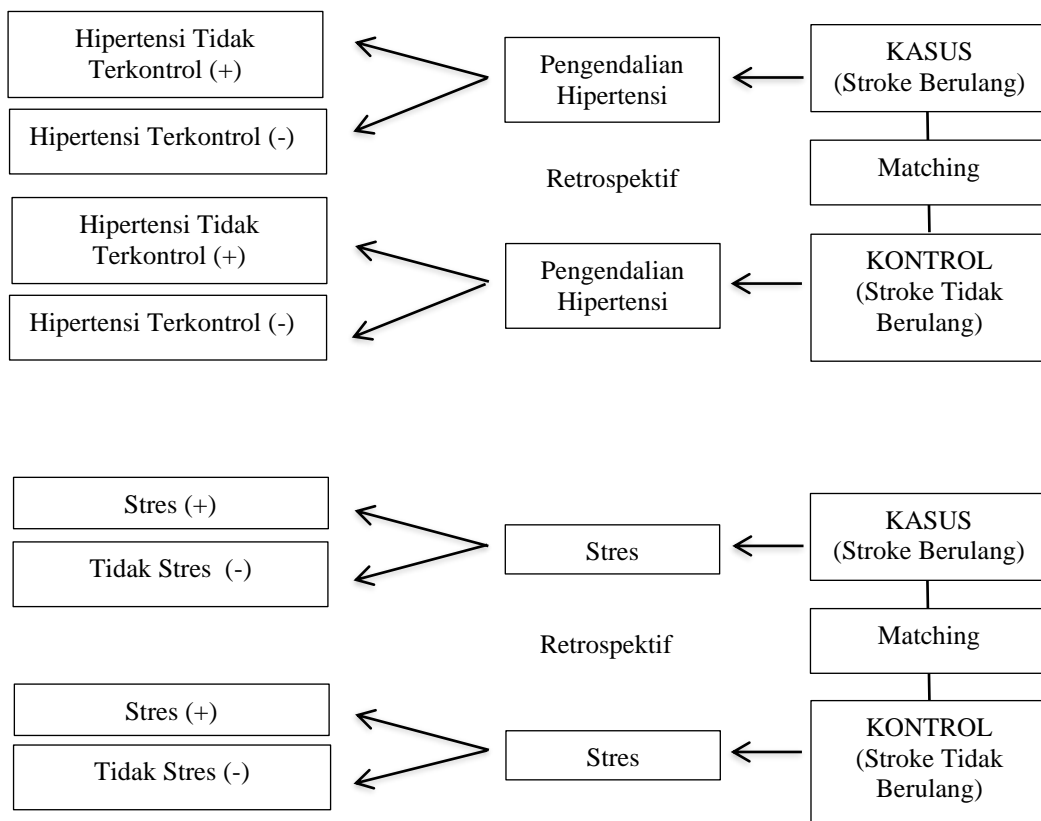 Hipertensi Tidak
Terkontrol (+)
Pengendalian
Hipertensi
KASUS
(Stroke Berulang)
Hipertensi Terkontrol (-)
Retrospektif
Matching
Hipertensi Tidak
Terkontrol (+)
Pengendalian
Hipertensi
KONTROL
(Stroke Tidak
Berulang)
Hipertensi Terkontrol (-)
Stres (+)
Stres
KASUS
(Stroke Berulang)
Tidak Stres (-)
Retrospektif
Matching
Stres (+)
Stres
KONTROL
(Stroke Tidak
Berulang)
Tidak Stres (-)